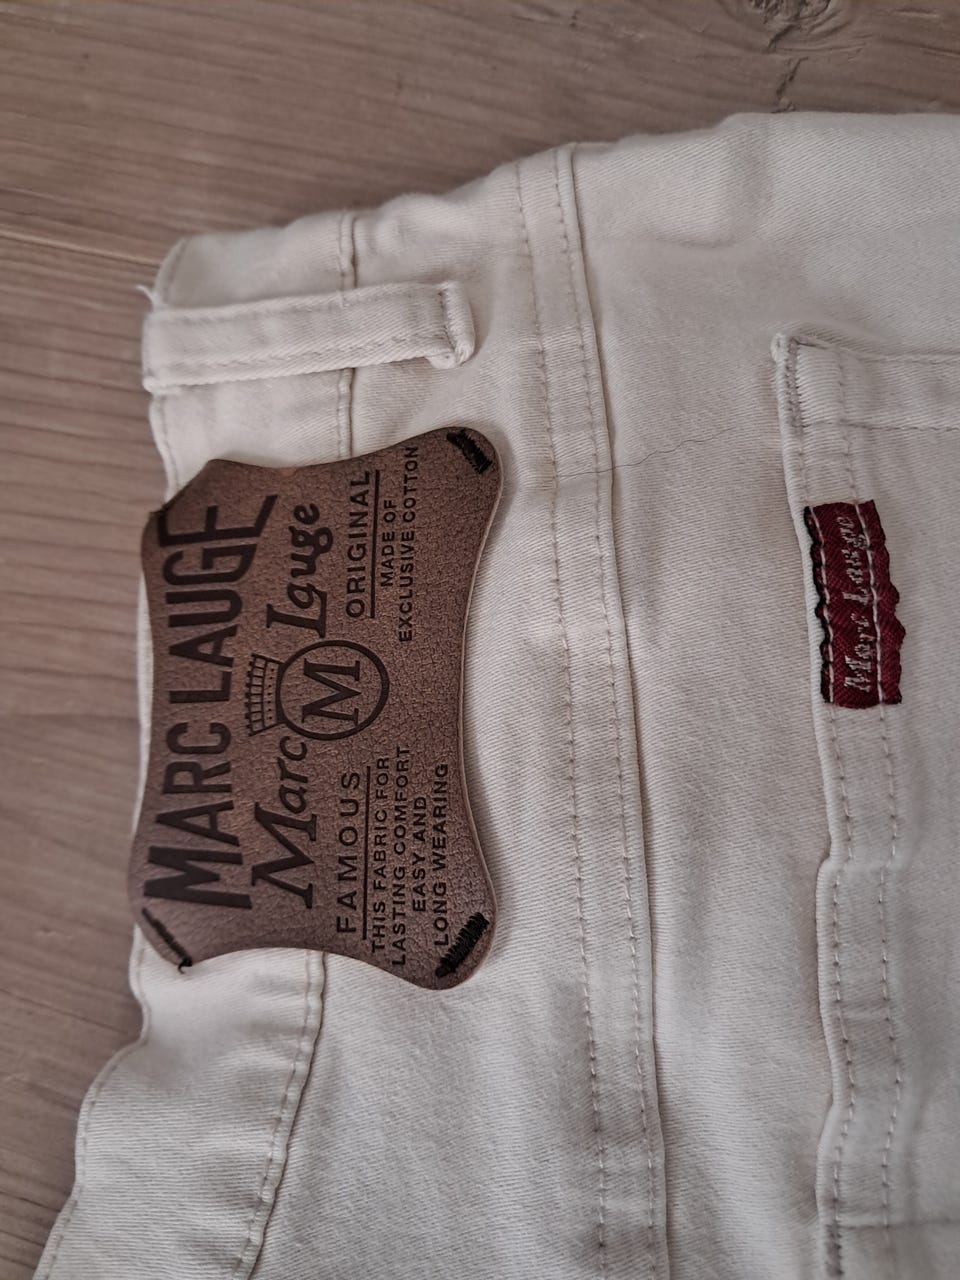 MARC LAUGE
Marc Lauge
M
FAMOUS
THIS FABRIC FOR
LASTING COMFORT
EASY AND
LONG WEARING
ORIGINAL
MADE OF
EXCLUSIVE COTTON
Marc Lauge